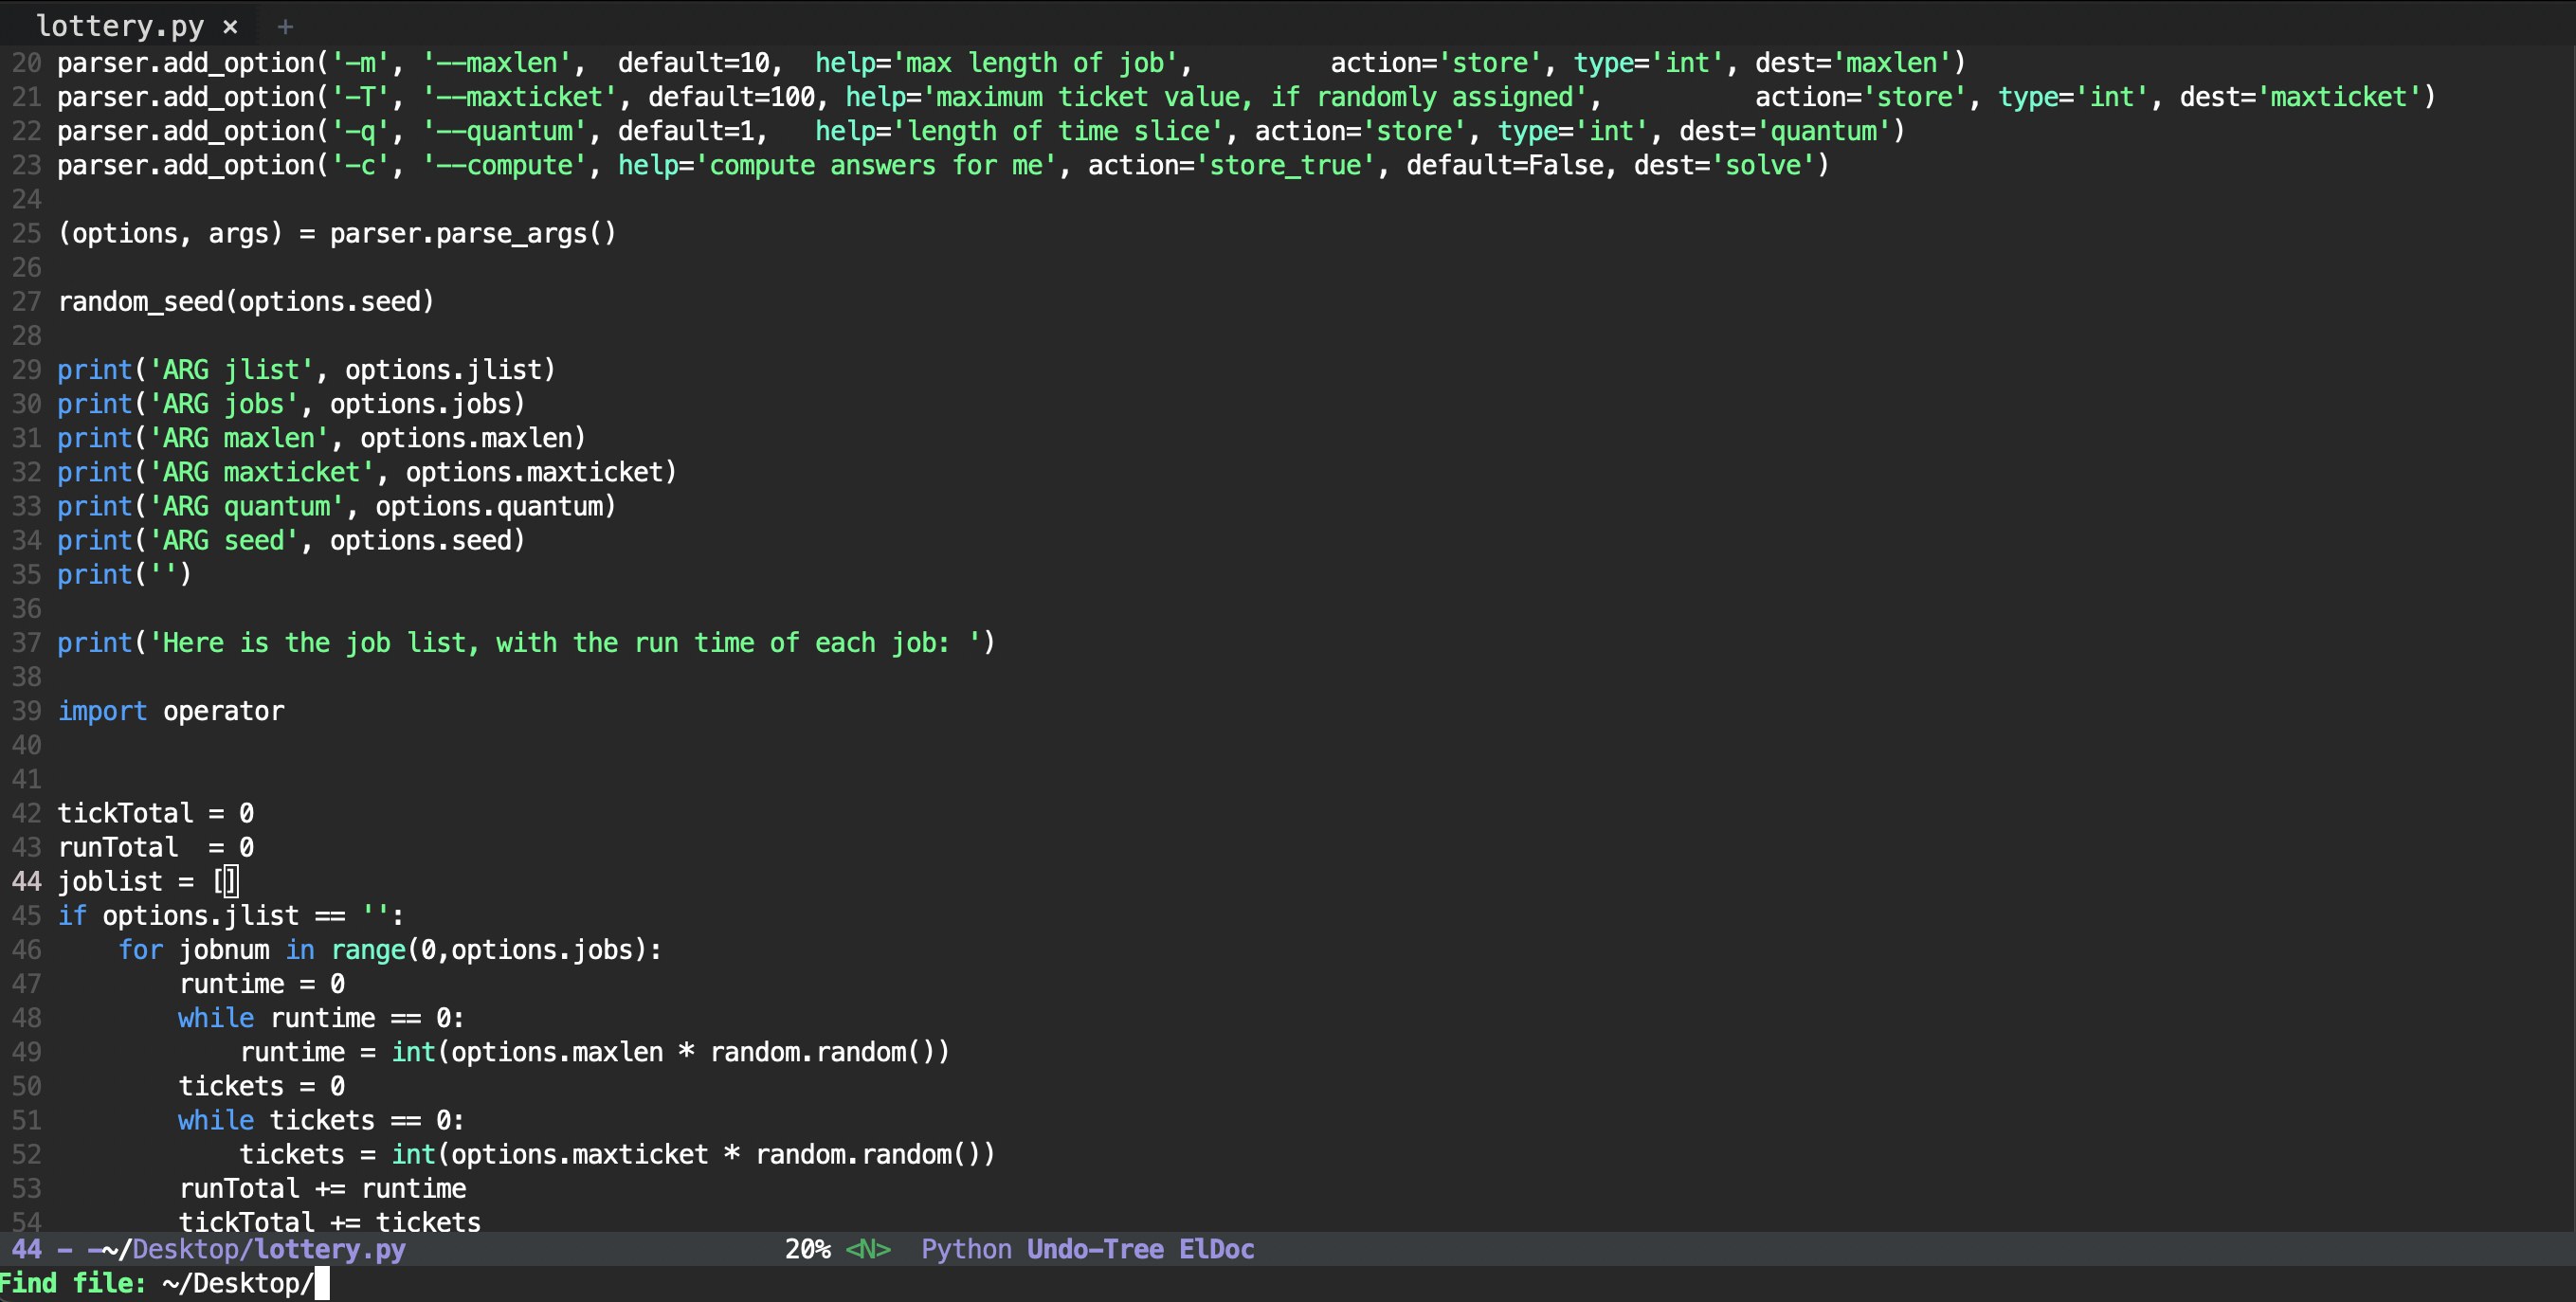 lottery.py × +
20 parser.add_option('-m', '--maxlen',  default=10,  help='max length of job',         action='store', type='int', dest='maxlen')
21 parser.add_option('-T', '--maxticket', default=100, help='maximum ticket value, if randomly assigned',          action='store', type='int', dest='maxticket')
22 parser.add_option('-q', '--quantum', default=1,   help='length of time slice', action='store', type='int', dest='quantum')
23 parser.add_option('-c', '--compute', help='compute answers for me', action='store_true', default=False, dest='solve')
24
25 (options, args) = parser.parse_args()
26
27 random_seed(options.seed)
28
29 print('ARG jlist', options.jlist)
30 print('ARG jobs', options.jobs)
31 print('ARG maxlen', options.maxlen)
32 print('ARG maxticket', options.maxticket)
33 print('ARG quantum', options.quantum)
34 print('ARG seed', options.seed)
35 print('')
36
37 print('Here is the job list, with the run time of each job: ')
38
39 import operator
40
41
42 tickTotal = 0
43 runTotal  = 0
44 joblist = []
45 if options.jlist == '':
46     for jobnum in range(0,options.jobs):
47         runtime = 0
48         while runtime == 0:
49             runtime = int(options.maxlen * random.random())
50         tickets = 0
51         while tickets == 0:
52             tickets = int(options.maxticket * random.random())
53         runTotal += runtime
54         tickTotal += tickets
44 - -~/Desktop/lottery.py 20% <N> Python Undo-Tree ElDoc
Find file: ~/Desktop/